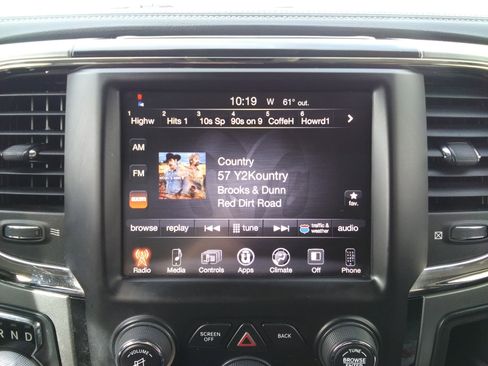 10:19 W 61° out.
1 2 3 4 5 6
Highw Hits 1 10s Sp 90s on 9 CoffeH Howrd1
AM
FM
Country
57 Y2Kountry
Brooks & Dunn
Red Dirt Road
fav.
browse replay tune traffic & weather audio
Radio Media Controls Apps Climate Off Phone
SCREEN OFF
BACK
VOLUME
TUNE
BROWSE
ENTER
R N D